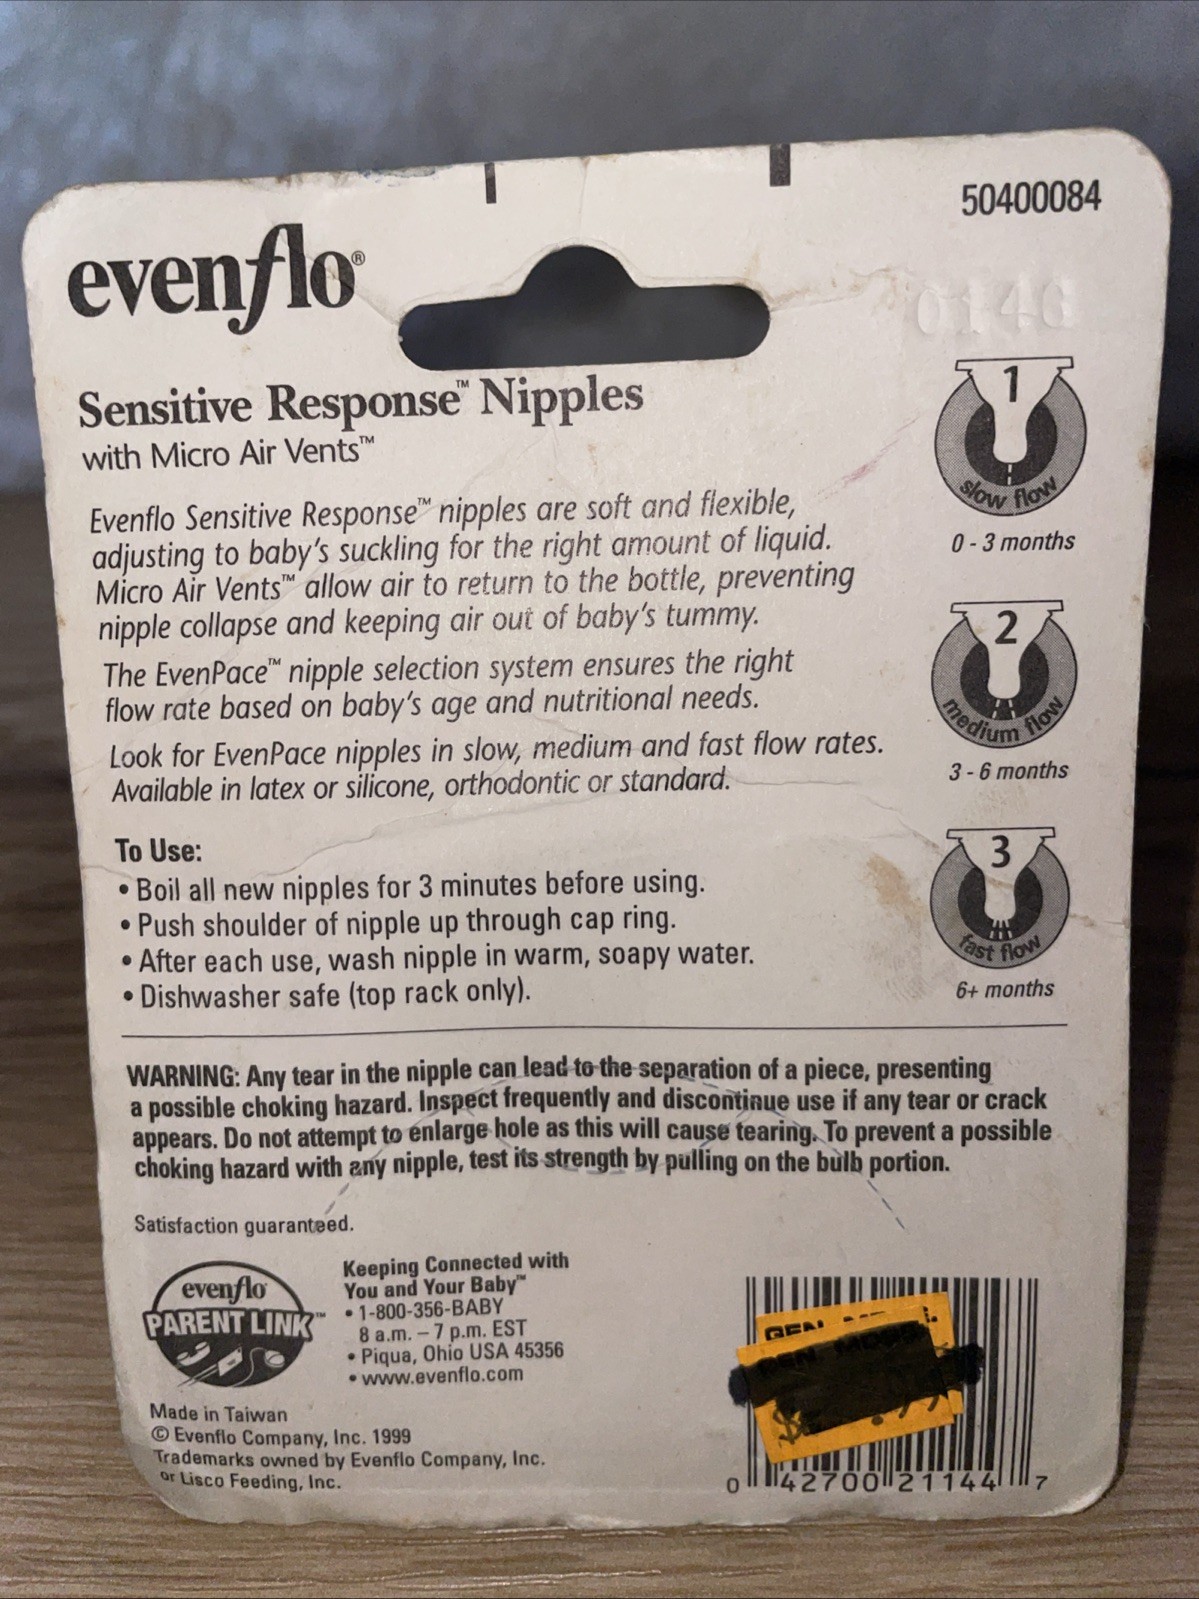 50400084
evenflo®
0146
Sensitive Response™ Nipples
with Micro Air Vents™
Evenflo Sensitive Response™ nipples are soft and flexible,
adjusting to baby's suckling for the right amount of liquid.
Micro Air Vents™ allow air to return to the bottle, preventing
nipple collapse and keeping air out of baby's tummy.
The EvenPace™ nipple selection system ensures the right
flow rate based on baby's age and nutritional needs.
Look for EvenPace nipples in slow, medium and fast flow rates.
Available in latex or silicone, orthodontic or standard.
1
slow flow
0 - 3 months
2
medium flow
3 - 6 months
3
fast flow
6+ months
To Use:
• Boil all new nipples for 3 minutes before using.
• Push shoulder of nipple up through cap ring.
• After each use, wash nipple in warm, soapy water.
• Dishwasher safe (top rack only).
WARNING: Any tear in the nipple can lead to the separation of a piece, presenting
a possible choking hazard. Inspect frequently and discontinue use if any tear or crack
appears. Do not attempt to enlarge hole as this will cause tearing. To prevent a possible
choking hazard with any nipple, test its strength by pulling on the bulb portion.
Satisfaction guaranteed.
evenflo
PARENT LINK™
Keeping Connected with
You and Your Baby™
• 1-800-356-BABY
8 a.m. – 7 p.m. EST
• Piqua, Ohio USA 45356
• www.evenflo.com
Made in Taiwan
© Evenflo Company, Inc. 1999
Trademarks owned by Evenflo Company, Inc.
or Lisco Feeding, Inc.
GEN
GEN
$
0 42700 21144 7